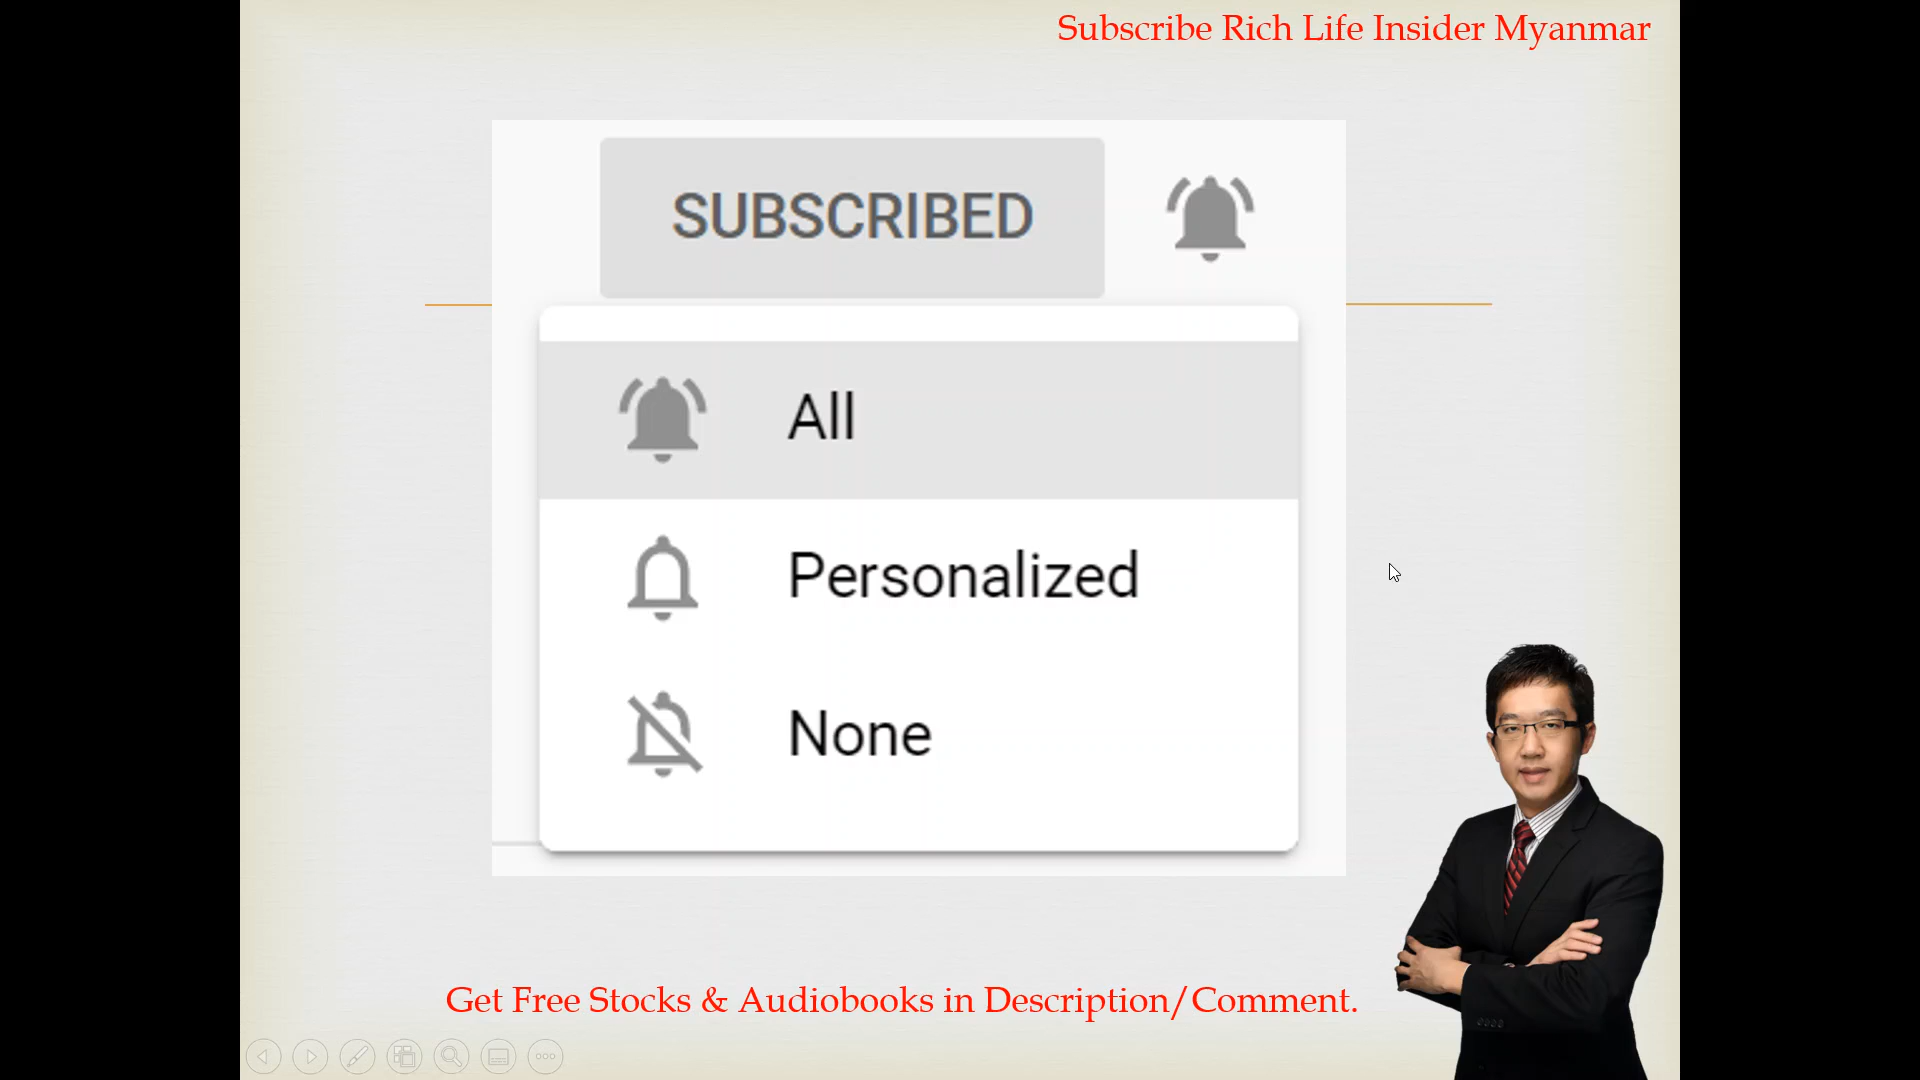 Subscribe Rich Life Insider Myanmar
SUBSCRIBED
All
Personalized
None
Get Free Stocks & Audiobooks in Description/Comment.